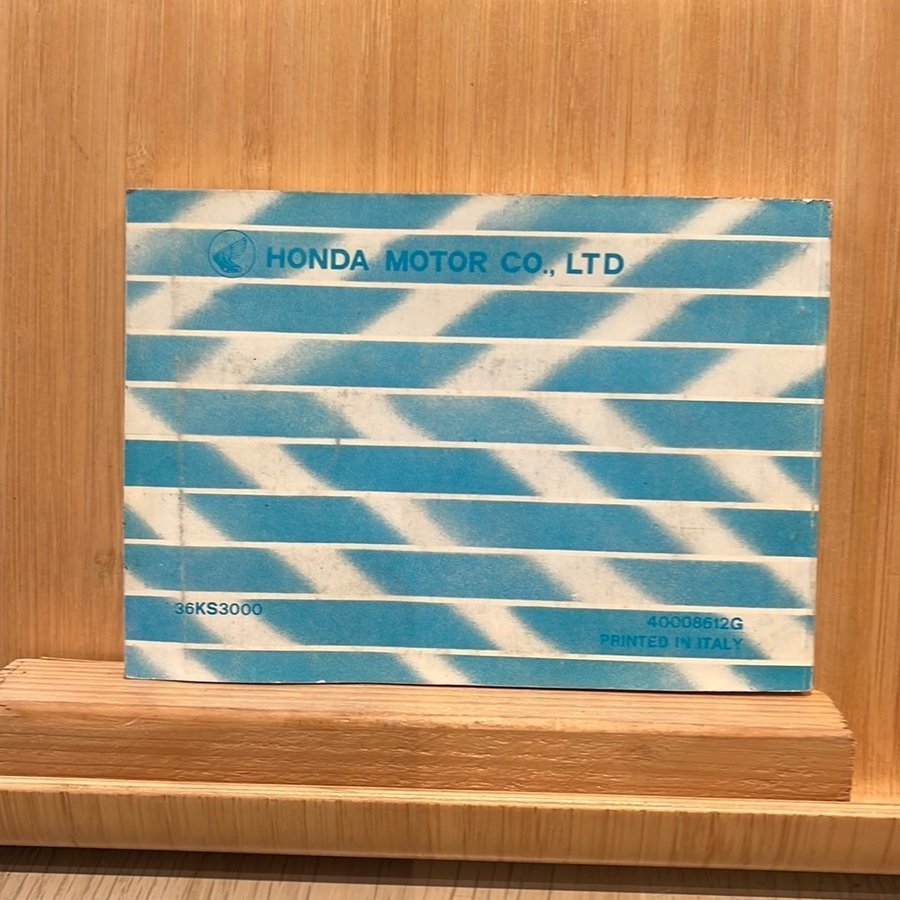 HONDA MOTOR CO., LTD
36KS3000
40008612G
PRINTED IN ITALY